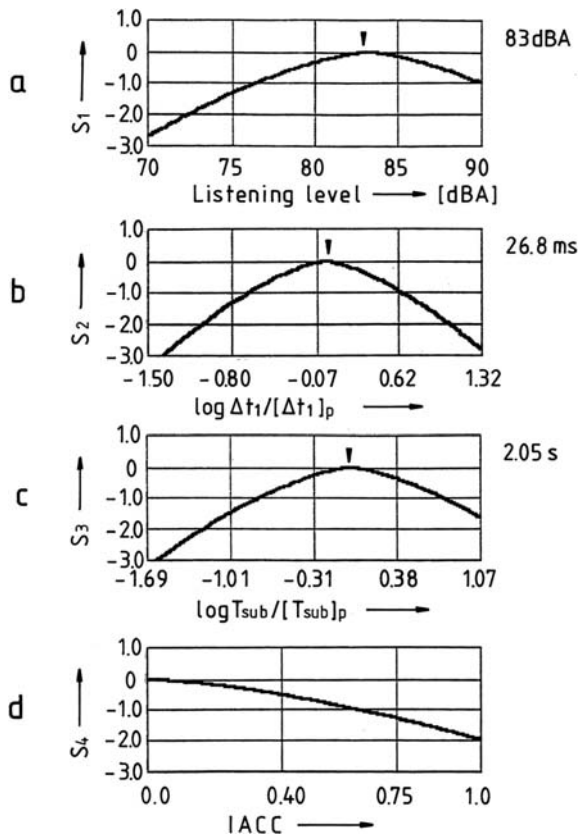 a
S1
1.0
0
-1.0
-2.0
-3.0
70 75 80 85 90
Listening level [dBA]
83dBA
b
S2
1.0
0
-1.0
-2.0
-3.0
-1.50 -0.80 -0.07 0.62 1.32
log Δt1/[Δt1]p
26.8 ms
c
S3
1.0
0
-1.0
-2.0
-3.0
-1.69 -1.01 -0.31 0.38 1.07
logTsub/[Tsub]p
2.05 s
d
S4
1.0
0
-1.0
-2.0
-3.0
0.0 0.40 0.75 1.0
IACC